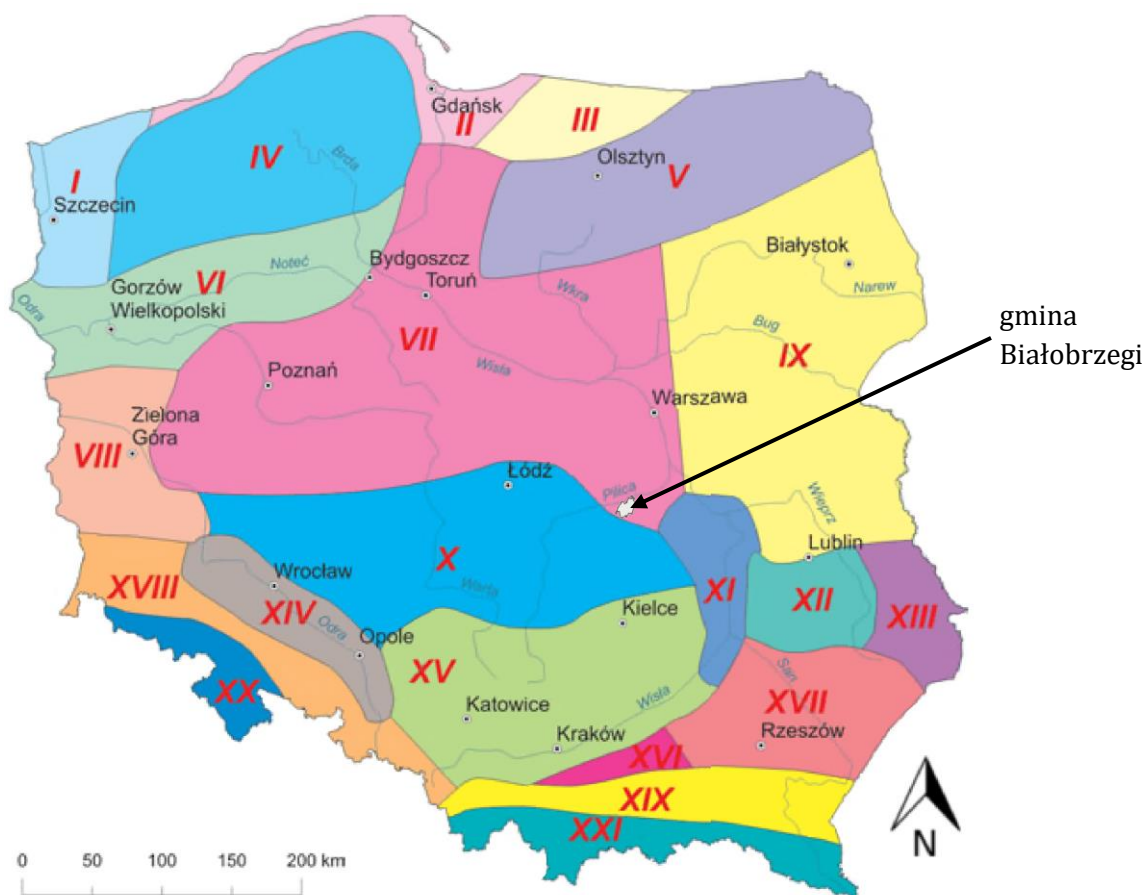 Gdańsk
II
III
IV
Brda
Olsztyn
V
I
Szczecin
Białystok
Bydgoszcz
Noteć
VI
Toruń
Gorzów
Wielkopolski
Odra
Wkra
Narew
Bug
VII
IX
gmina
Białobrzegi
Poznań
Wisła
Warszawa
Zielona
Góra
VIII
Łódź
Pilica
Wieprz
Lublin
X
Wrocław
XVIII
XI
XII
XIII
Warta
XIV
Odra
Kielce
Opole
XV
San
XX
XVII
Katowice
Wisła
Rzeszów
Kraków
XVI
XIX
XXI
N
0 50 100 150 200 km